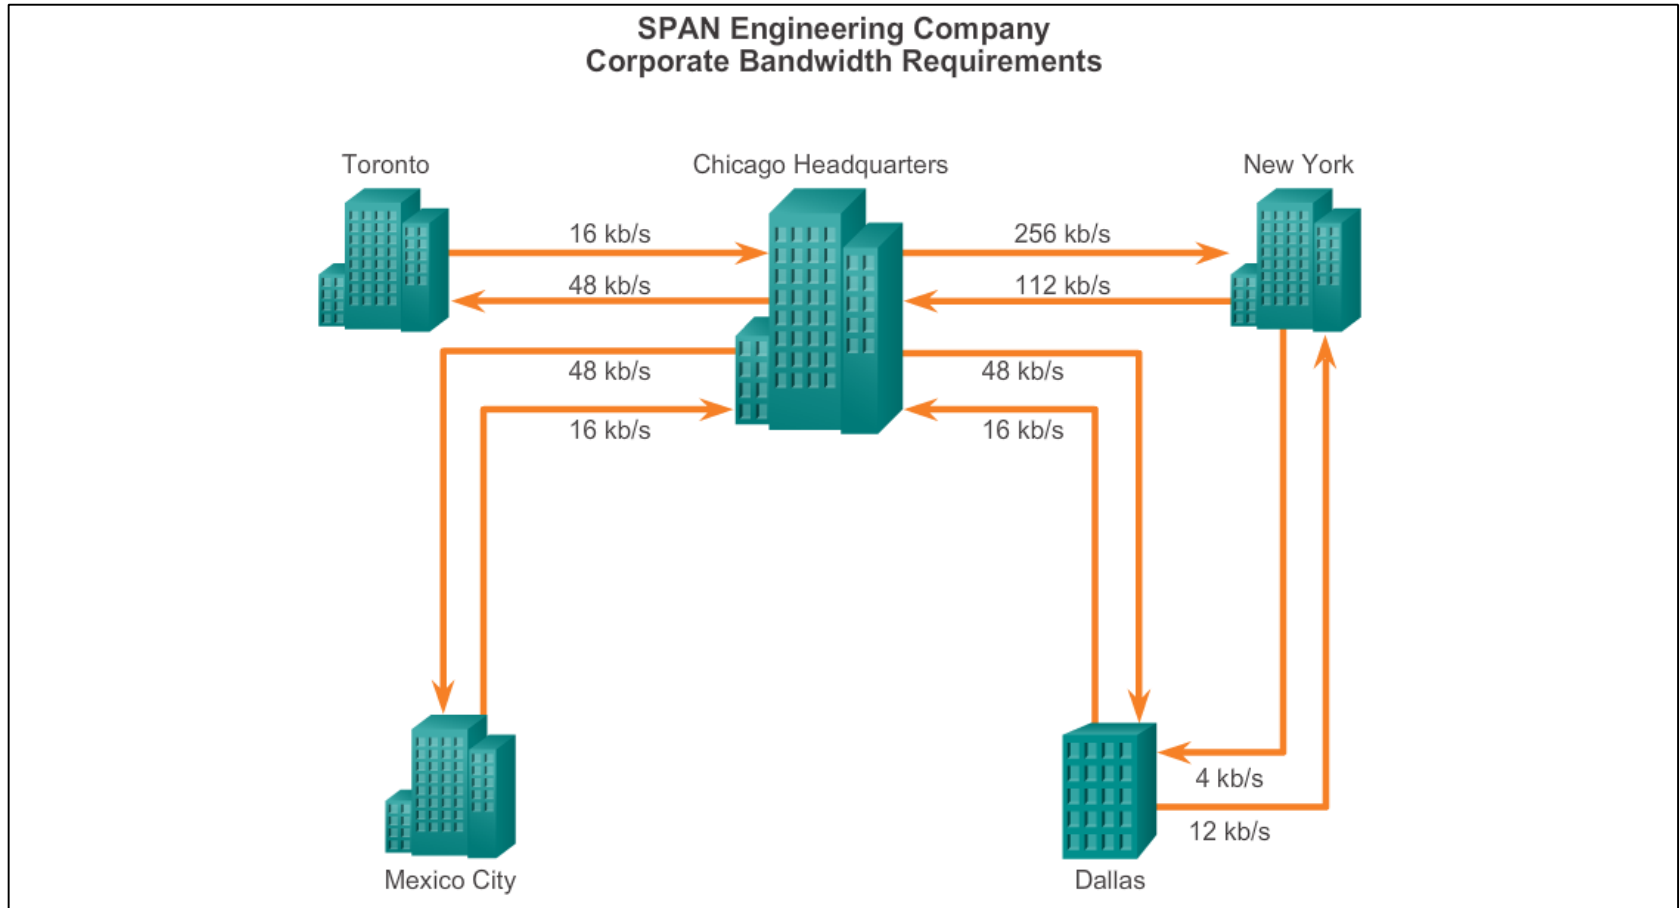 SPAN Engineering Company
Corporate Bandwidth Requirements
Toronto
Chicago Headquarters
New York
16 kb/s
256 kb/s
48 kb/s
112 kb/s
48 kb/s
48 kb/s
16 kb/s
16 kb/s
4 kb/s
12 kb/s
Mexico City
Dallas